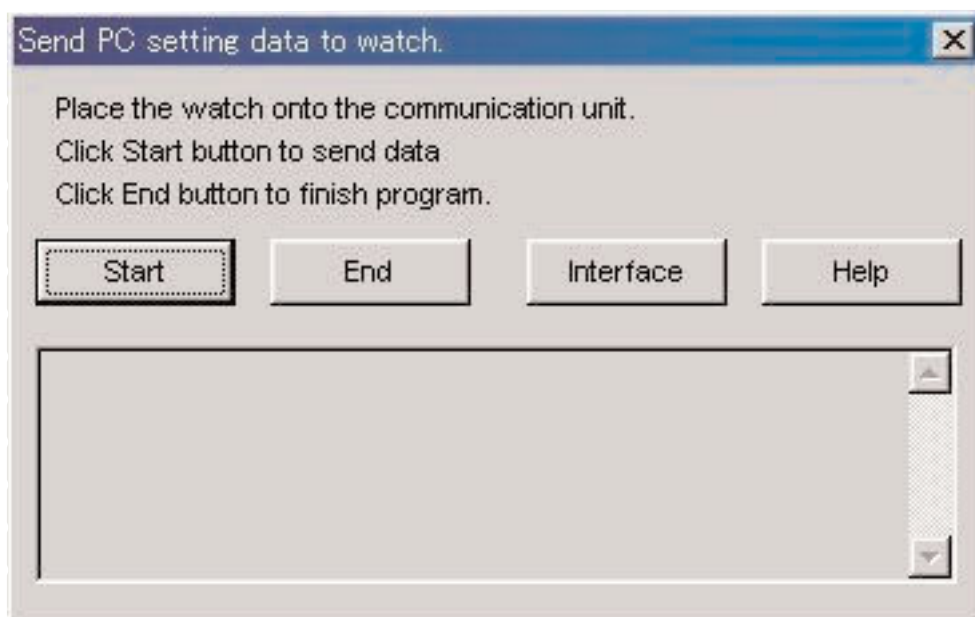 Send PC setting data to watch.
Place the watch onto the communication unit.
Click Start button to send data
Click End button to finish program.
Start End Interface Help